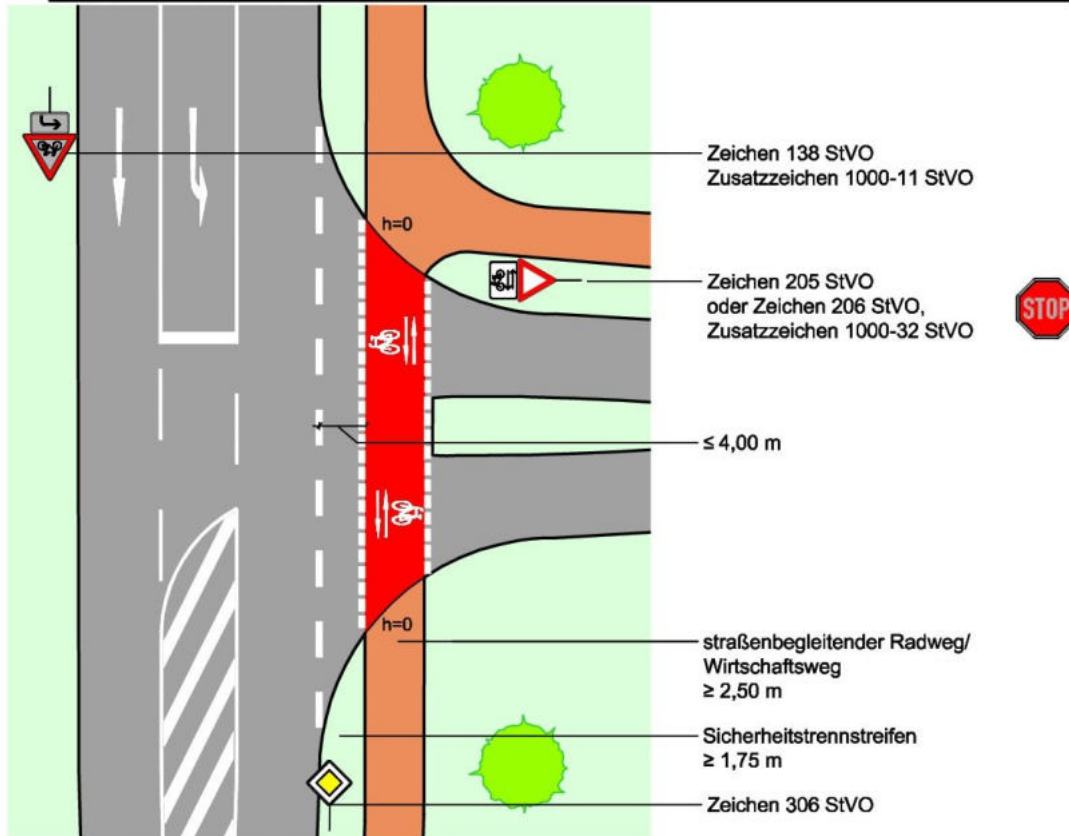 Zeichen 138 StVO
Zusatzzeichen 1000-11 StVO
h=0
Zeichen 205 StVO
oder Zeichen 206 StVO,
Zusatzzeichen 1000-32 StVO
STOP
≤ 4,00 m
h=0
straßenbegleitender Radweg/
Wirtschaftsweg
≥ 2,50 m
Sicherheitstrennstreifen
≥ 1,75 m
Zeichen 306 StVO